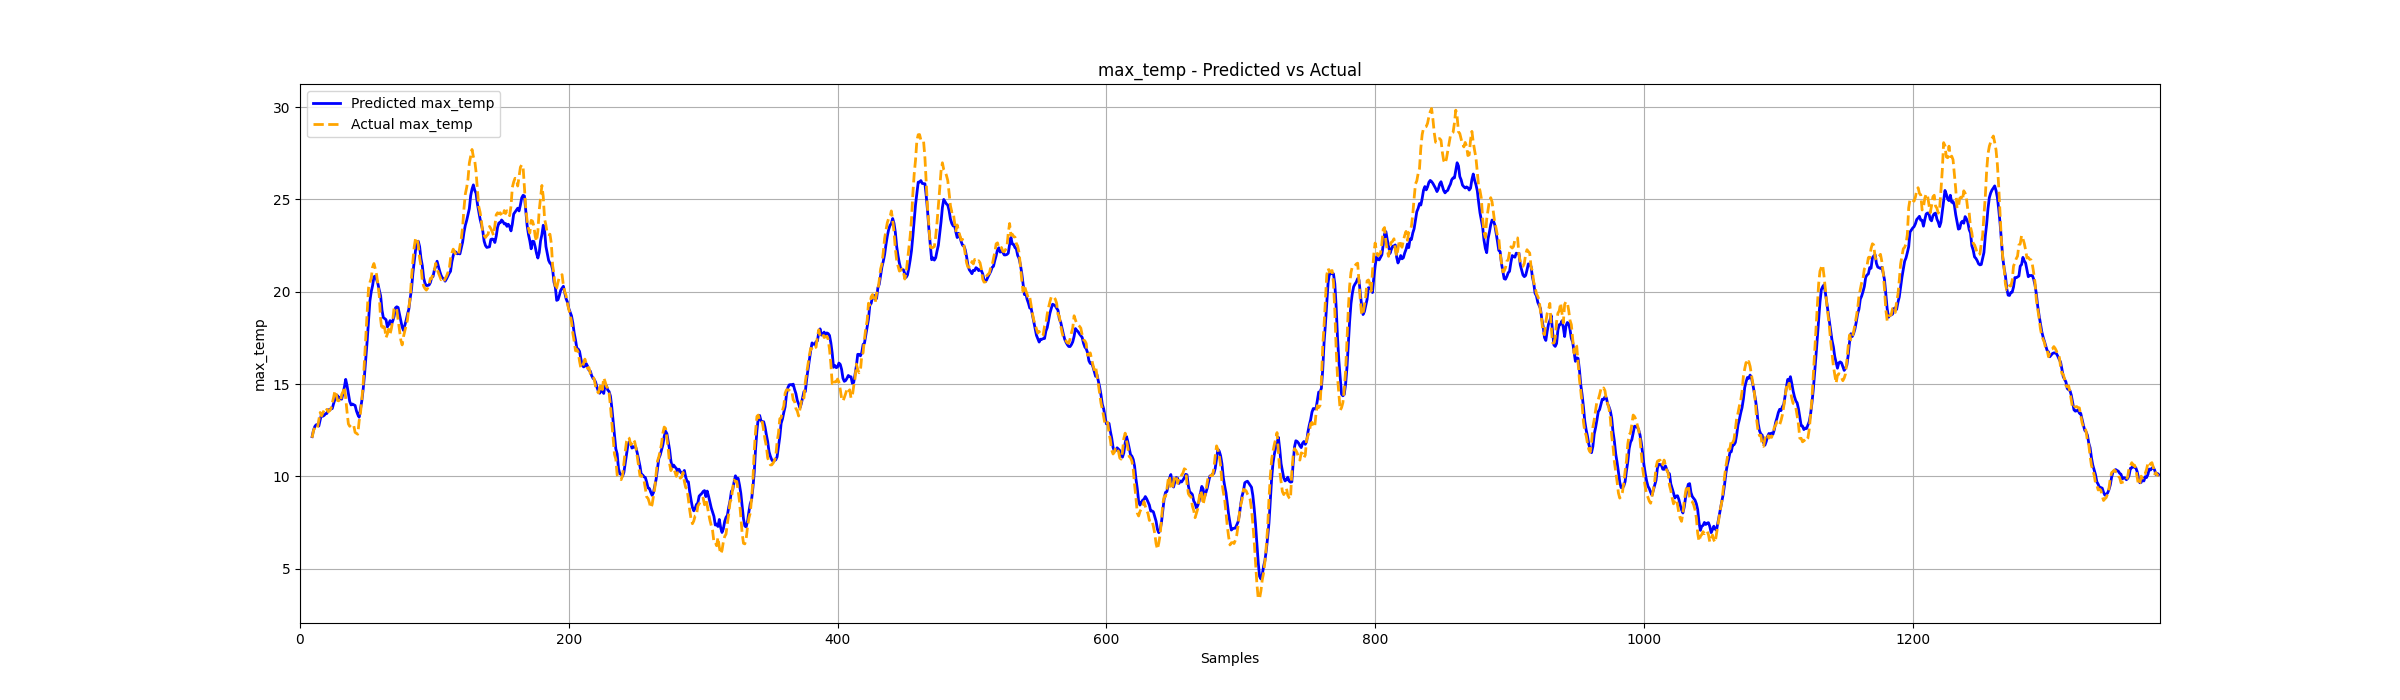 max_temp - Predicted vs Actual
Predicted max_temp
Actual max_temp
30
25
20
15
10
5
max_temp
0 200 400 600 800 1000 1200
Samples